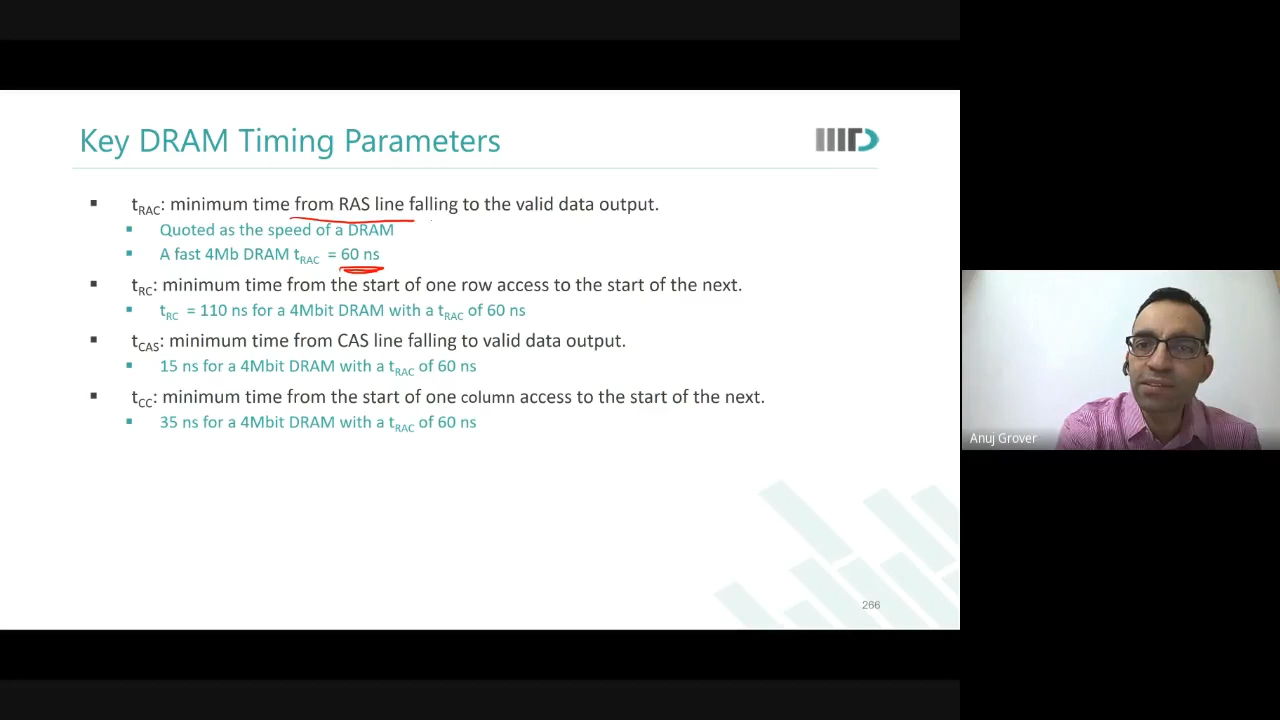 Key DRAM Timing Parameters
IIITD
tRAC: minimum time from RAS line falling to the valid data output.
Quoted as the speed of a DRAM
A fast 4Mb DRAM tRAC = 60 ns
tRC: minimum time from the start of one row access to the start of the next.
tRC = 110 ns for a 4Mbit DRAM with a tRAC of 60 ns
tCAS: minimum time from CAS line falling to valid data output.
15 ns for a 4Mbit DRAM with a tRAC of 60 ns
tCC: minimum time from the start of one column access to the start of the next.
35 ns for a 4Mbit DRAM with a tRAC of 60 ns
266
Anuj Grover